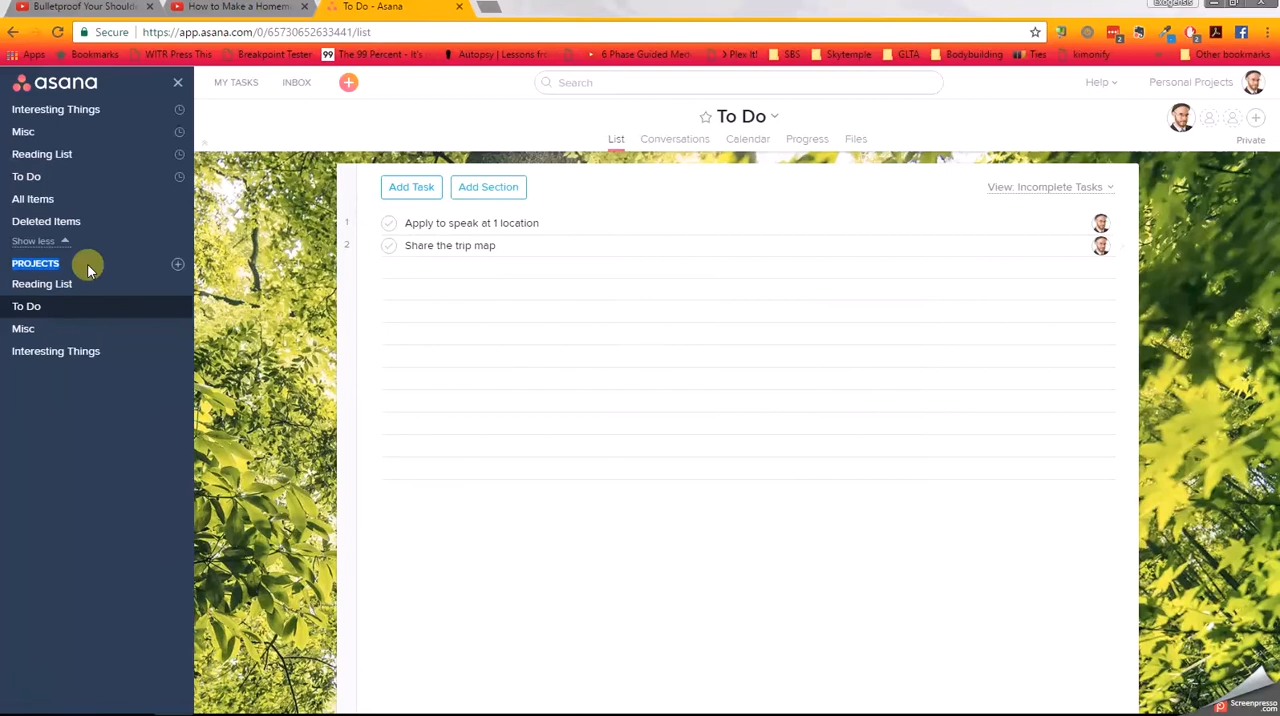 Bulletproof Your Shoulde
How to Make a Homem
To Do - Asana
Exogensis
Secure
https://app.asana.com/0/65730652633441/list
Apps
Bookmarks
WITR Press This
Breakpoint Tester
99
The 99 Percent - it's
Autopsy | Lessons fro
6 Phase Guided Med
> Plex It!
SBS
Skytemple
GLTA
Bodybuilding
Ties
kimonify
Other bookmarks
asana
MY TASKS
INBOX
Search
Help
Personal Projects
Interesting Things
Misc
Reading List
To Do
All Items
Deleted Items
Show less
PROJECTS
Reading List
To Do
Misc
Interesting Things
To Do
List
Conversations
Calendar
Progress
Files
Private
Add Task
Add Section
View: Incomplete Tasks
1
Apply to speak at 1 location
2
Share the trip map
Screenpresso
.com